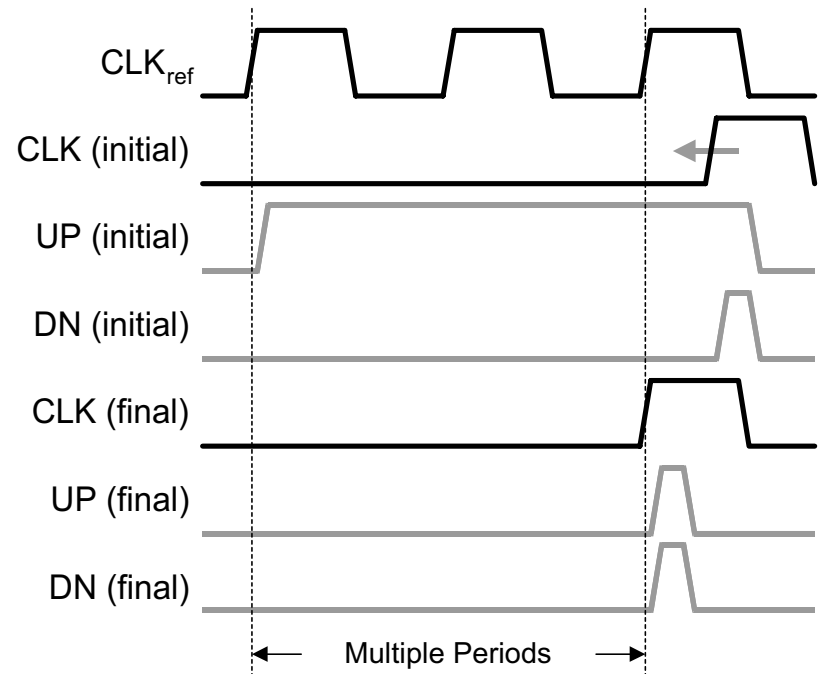 CLKref
CLK (initial)
UP (initial)
DN (initial)
CLK (final)
UP (final)
DN (final)
Multiple Periods